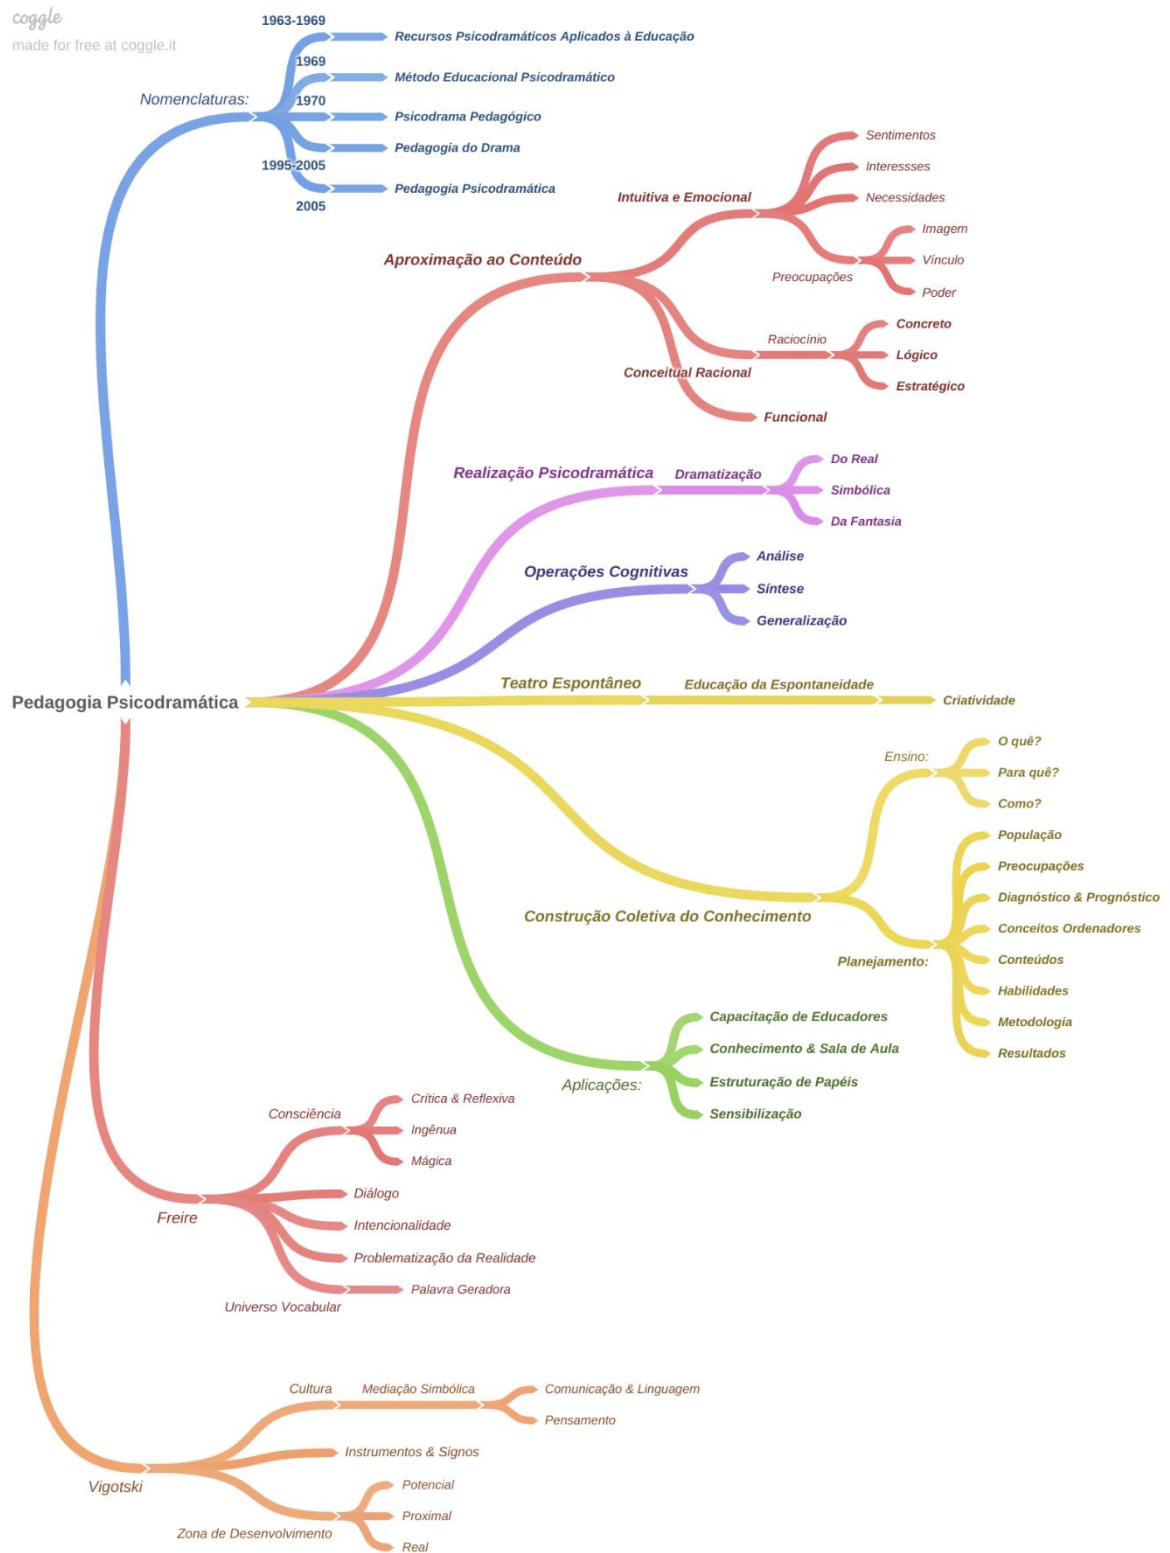 coggle
made for free at coggle.it
Nomenclaturas:
1963-1969
Recursos Psicodramáticos Aplicados à Educação
1969
Método Educacional Psicodramático
1970
Psicodrama Pedagógico
Pedagogia do Drama
1995-2005
Pedagogia Psicodramática
2005
Aproximação ao Conteúdo
Intuitiva e Emocional
Sentimentos
Interessses
Necessidades
Preocupações
Imagem
Vínculo
Poder
Conceitual Racional
Raciocínio
Concreto
Lógico
Estratégico
Funcional
Realização Psicodramática
Dramatização
Do Real
Simbólica
Da Fantasia
Operações Cognitivas
Análise
Síntese
Generalização
Pedagogia Psicodramática
Teatro Espontâneo
Educação da Espontaneidade
Criatividade
Construção Coletiva do Conhecimento
Ensino:
O quê?
Para quê?
Como?
Planejamento:
População
Preocupações
Diagnóstico & Prognóstico
Conceitos Ordenadores
Conteúdos
Habilidades
Metodologia
Resultados
Aplicações:
Capacitação de Educadores
Conhecimento & Sala de Aula
Estruturação de Papéis
Sensibilização
Freire
Consciência
Crítica & Reflexiva
Ingênua
Mágica
Diálogo
Intencionalidade
Problematização da Realidade
Universo Vocabular
Palavra Geradora
Vigotski
Cultura
Mediação Simbólica
Comunicação & Linguagem
Pensamento
Instrumentos & Signos
Zona de Desenvolvimento
Potencial
Proximal
Real